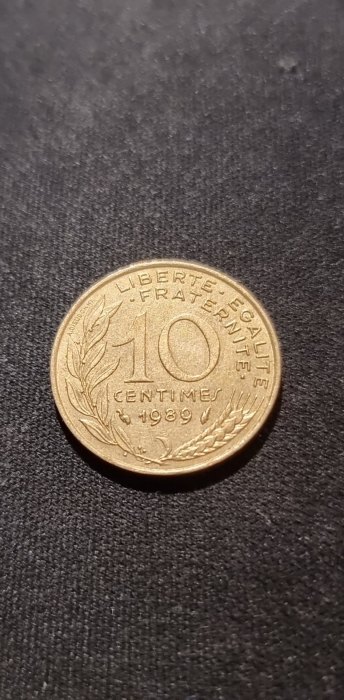 LIBERTE · EGALITE
· FRATERNITE ·
10
CENTIMES
1989